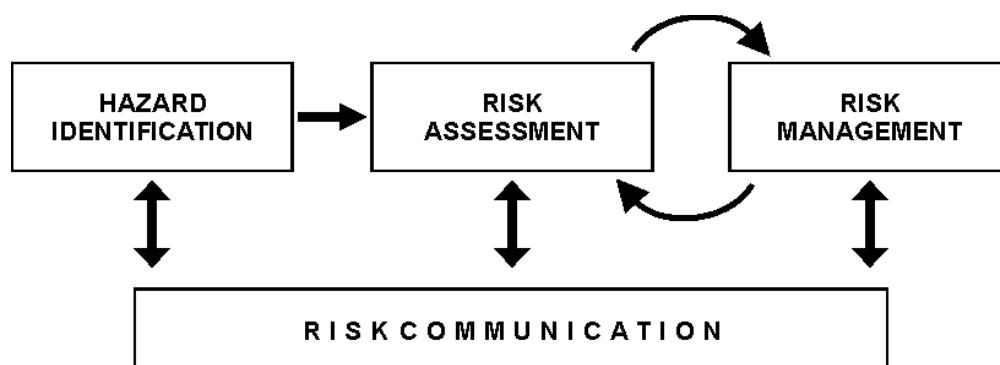 HAZARD
IDENTIFICATION
RISK
ASSESSMENT
RISK
MANAGEMENT
R I S K C O M M U N I C A T I O N